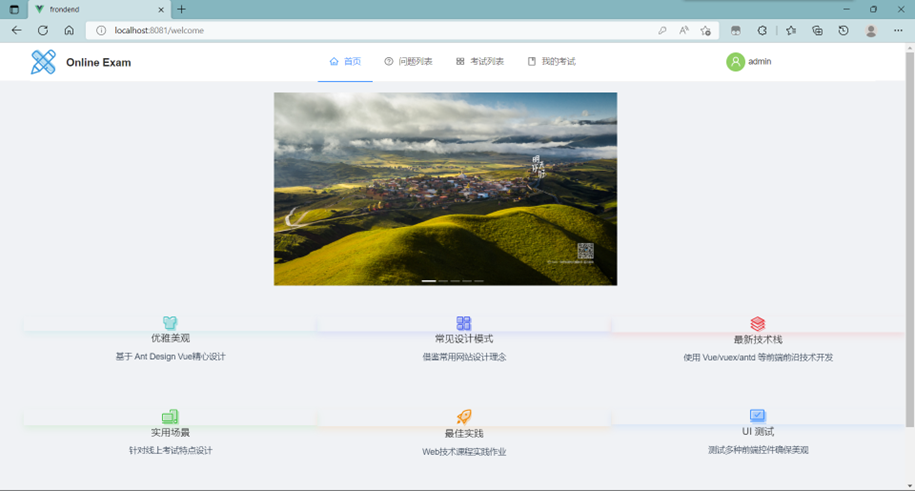 frondend
localhost:8081/welcome
Online Exam
首页
问题列表
考试列表
我的考试
admin
优雅美观
常见设计模式
最新技术栈
基于 Ant Design Vue精心设计
借鉴常用网站设计理念
使用 Vue/vuex/antd 等前端前沿技术开发
实用场景
最佳实践
UI 测试
针对线上考试特点设计
Web技术课程实践作业
测试多种前端控件确保美观